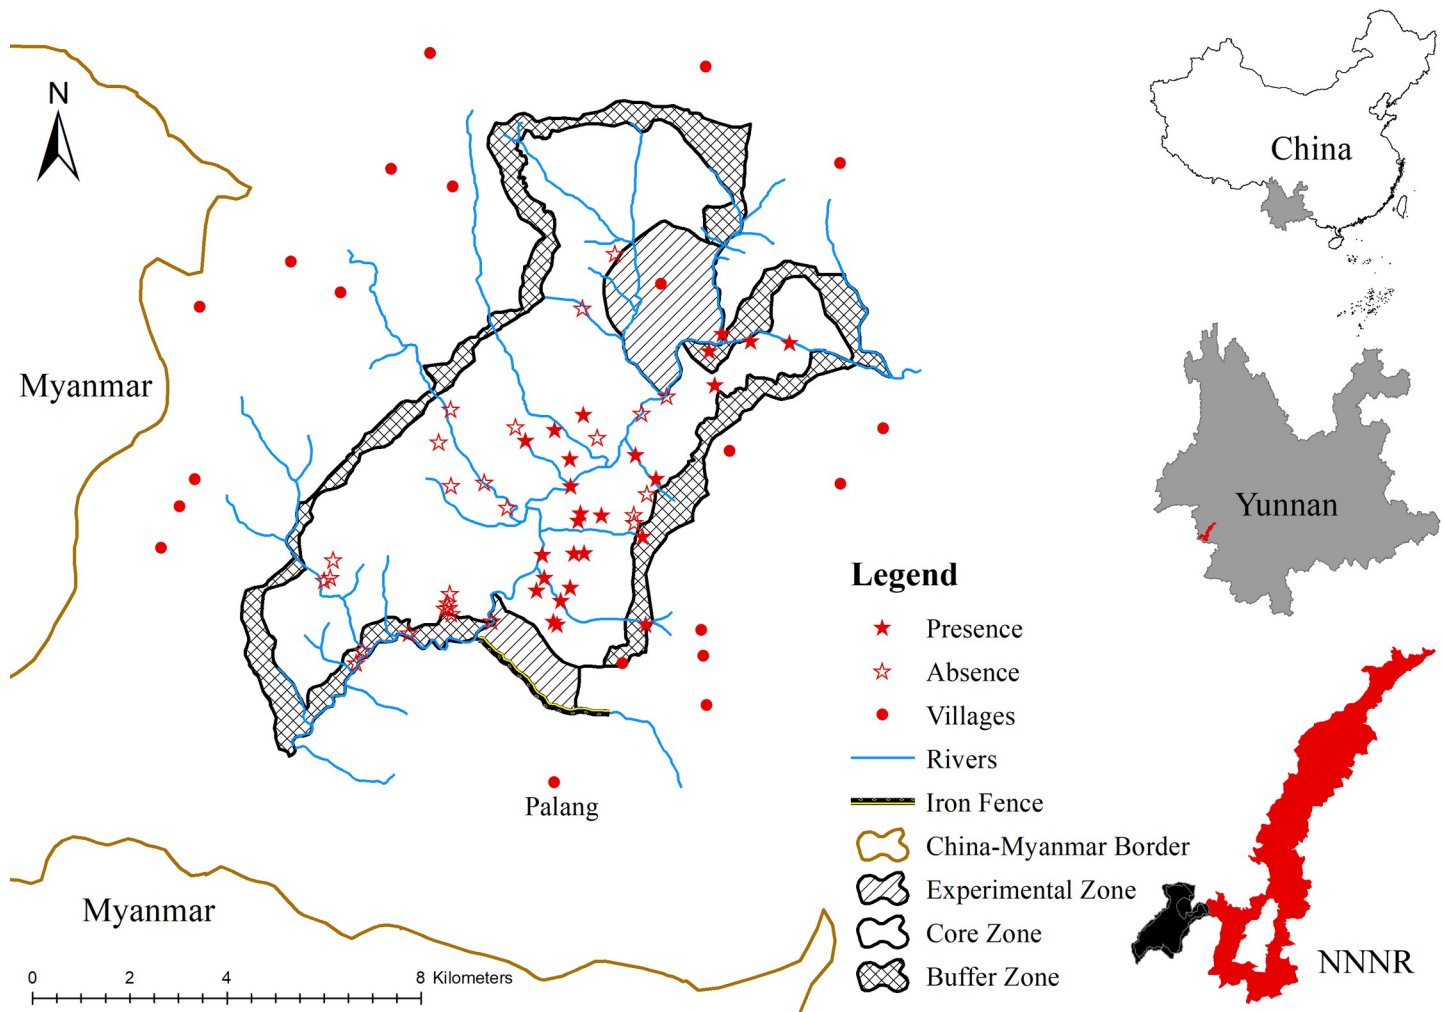 N
China
Myanmar
Yunnan
Legend
Presence
Absence
Villages
Rivers
Palang
Iron Fence
China-Myanmar Border
Experimental Zone
Myanmar
Core Zone
NNNR
Buffer Zone
0 2 4 8 Kilometers